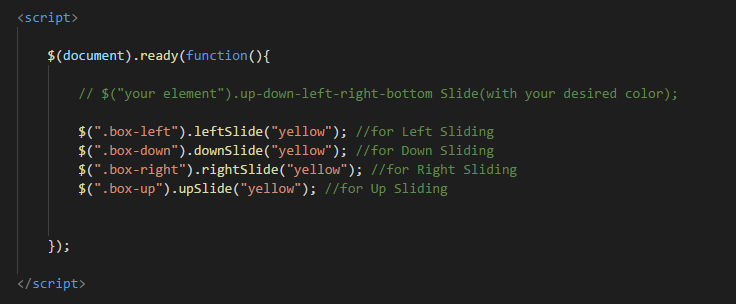 <script>
$(document).ready(function(){
// $("your element").up-down-left-right-bottom Slide(with your desired color);
$(".box-left").leftSlide("yellow"); //for Left Sliding
$(".box-down").downSlide("yellow"); //for Down Sliding
$(".box-right").rightSlide("yellow"); //for Right Sliding
$(".box-up").upSlide("yellow"); //for Up Sliding
});
</script>